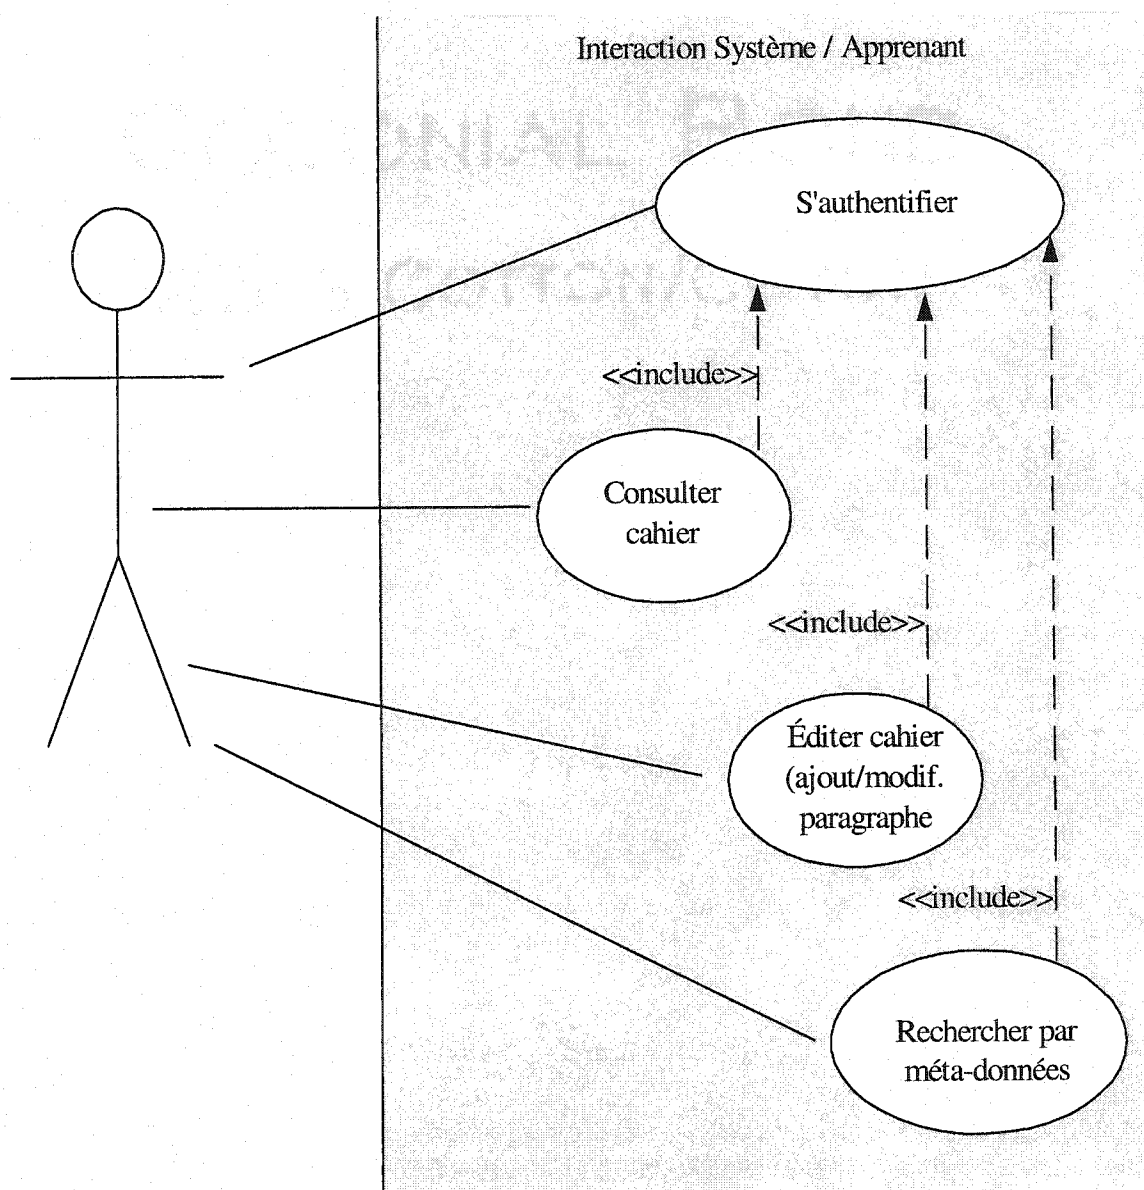 Interaction Système / Apprenant
S'authentifier
<<include>>
Consulter
cahier
<<include>>
Éditer cahier
(ajout/modif.
paragraphe
<<include>>
Rechercher par
méta-données